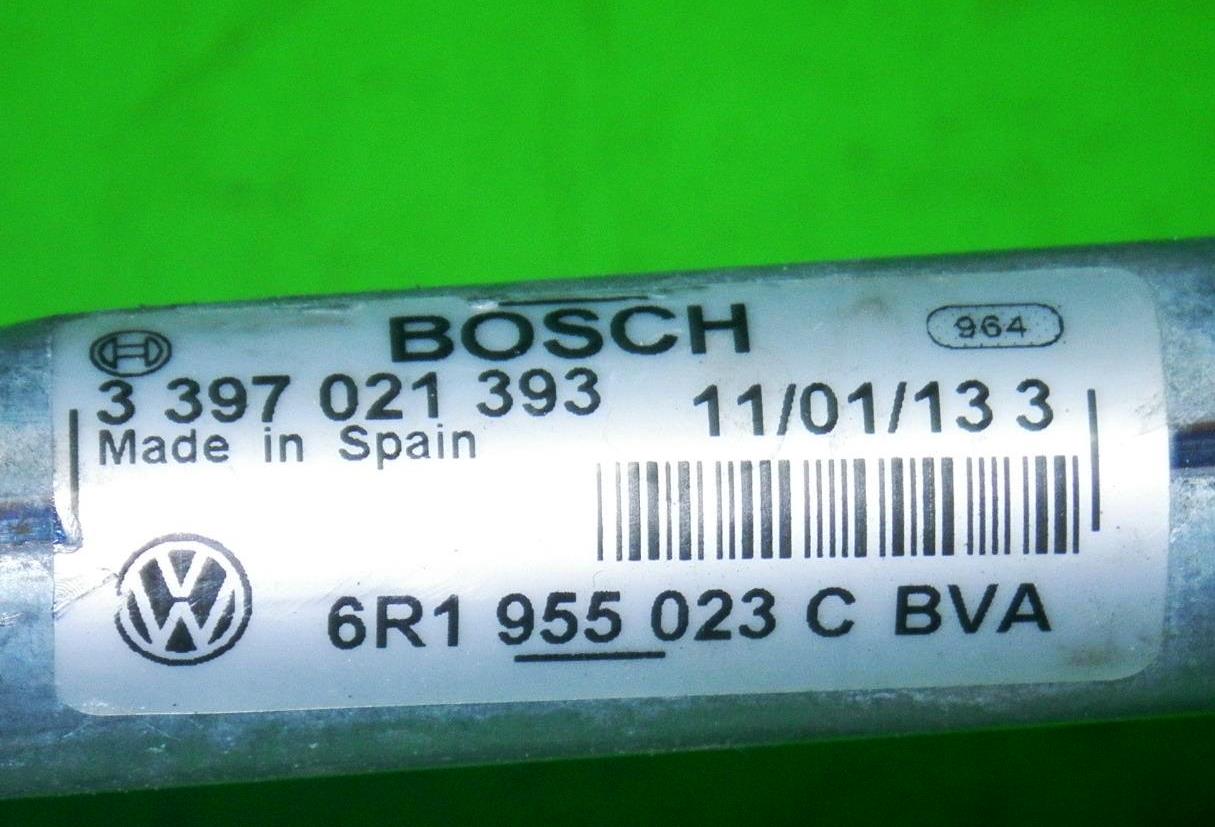 BOSCH
964
3 397 021 393
11/01/13 3
Made in Spain
6R1 955 023 C BVA